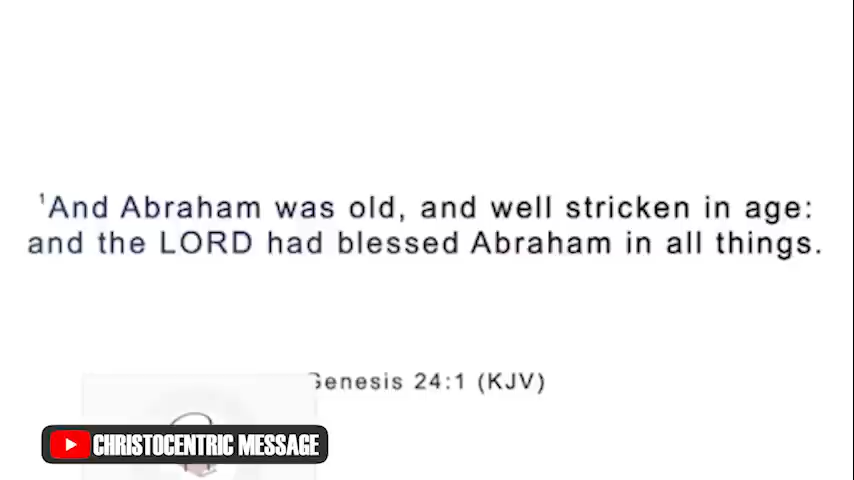 ¹And Abraham was old, and well stricken in age:
and the LORD had blessed Abraham in all things.
Genesis 24:1 (KJV)
CHRISTOCENTRIC MESSAGE